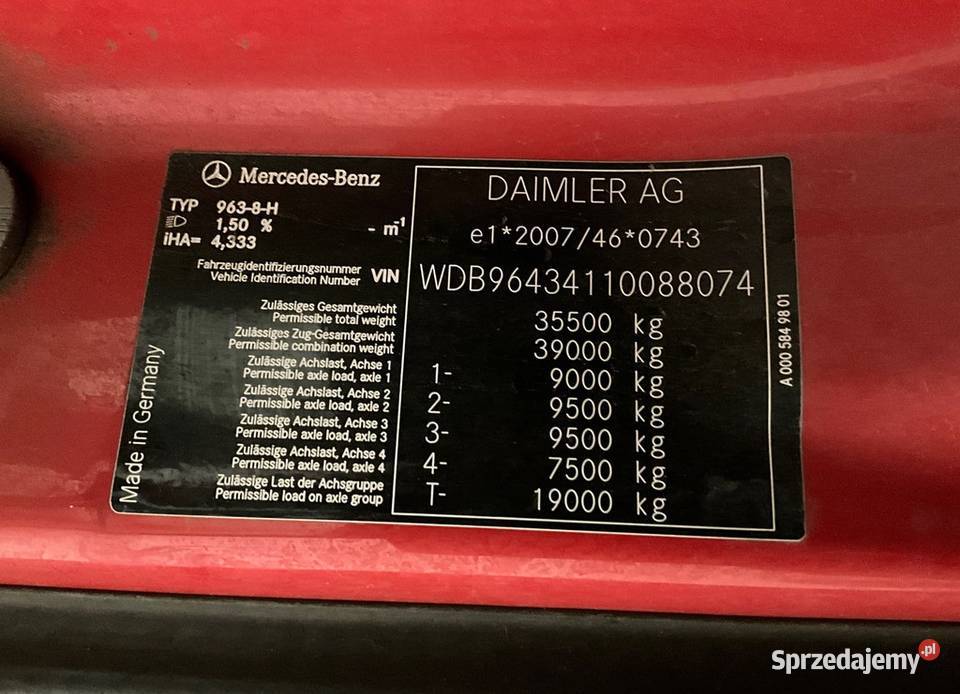 Mercedes-Benz
TYP 963-8-H
1,50 % - m⁻¹
iHA= 4,333
Fahrzeugidentifizierungsnummer
Vehicle Identification Number VIN
Zulässiges Gesamtgewicht
Permissible total weight
Zulässiges Zug-Gesamtgewicht
Permissible combination weight
Zulässige Achslast, Achse 1
Permissible axle load, axle 1
Zulässige Achslast, Achse 2
Permissible axle load, axle 2
Zulässige Achslast, Achse 3
Permissible axle load, axle 3
Zulässige Achslast, Achse 4
Permissible axle load, axle 4
Zulässige Last der Achsgruppe
Permissible load on axle group
Made in Germany
DAIMLER AG
e1*2007/46*0743
WDB96434110088074
35500 kg
39000 kg
1- 9000 kg
2- 9500 kg
3- 9500 kg
4- 7500 kg
T- 19000 kg
A 000 584 98 01
Sprzedajemy.pl